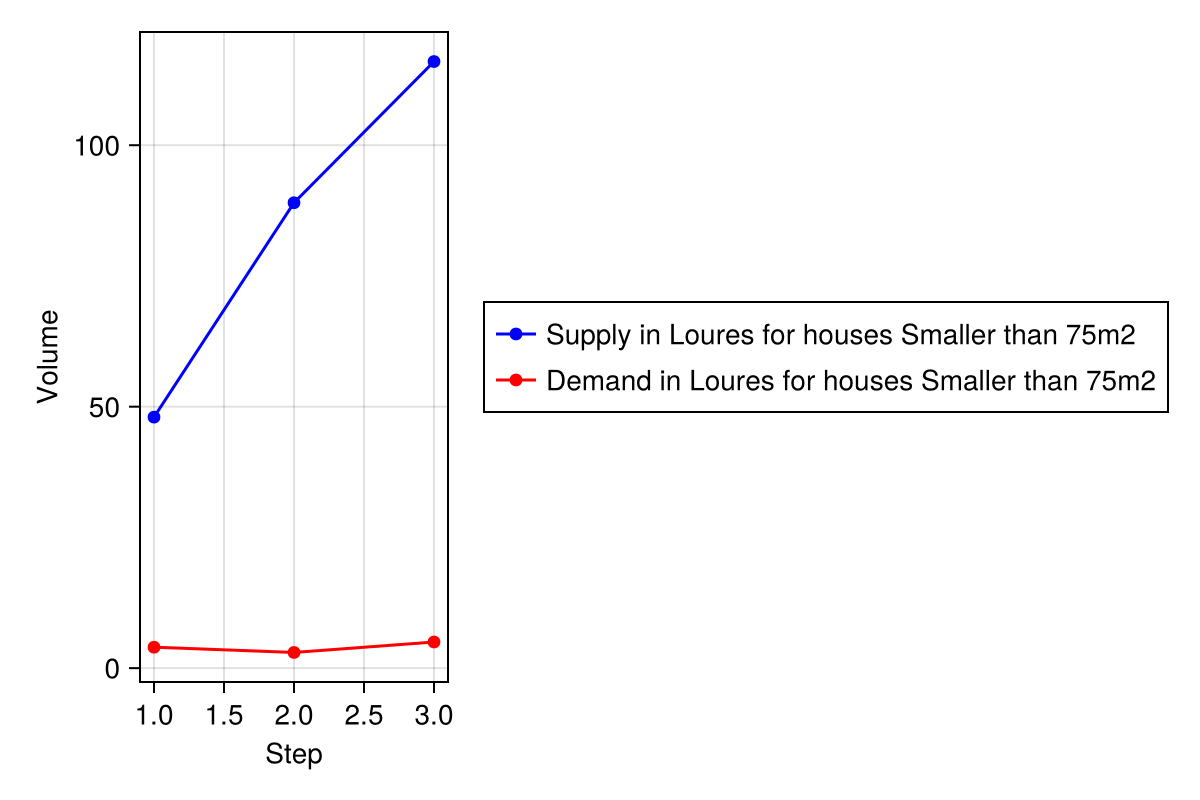 100
50
0
Volume
1.0 1.5 2.0 2.5 3.0
Step
Supply in Loures for houses Smaller than 75m2
Demand in Loures for houses Smaller than 75m2